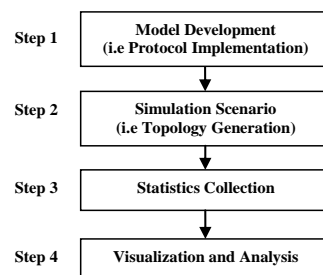 Step 1
Model Development
(i.e Protocol Implementation)
Step 2
Simulation Scenario
(i.e Topology Generation)
Step 3
Statistics Collection
Step 4
Visualization and Analysis